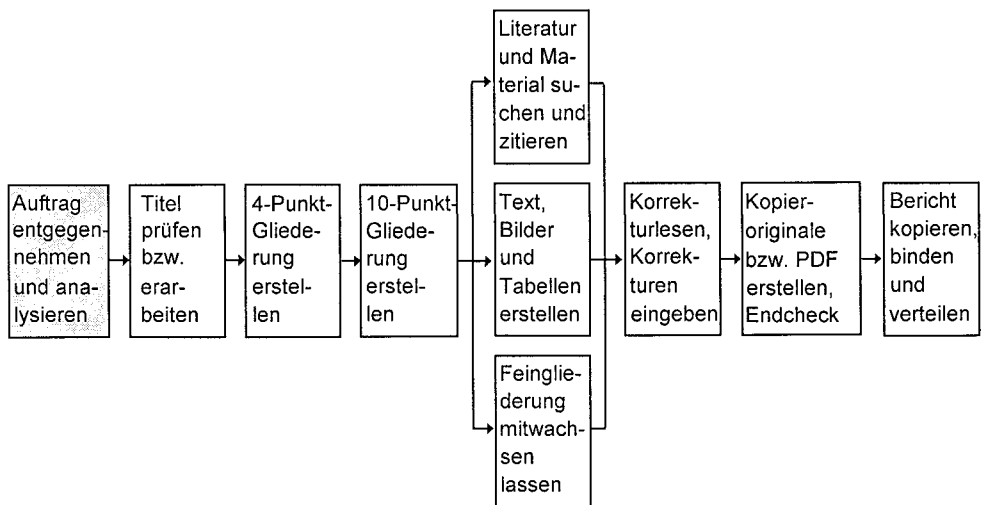 Auftrag
entgegen-
nehmen
und ana-
lysieren
Titel
prüfen
bzw.
erar-
beiten
4-Punkt-
Gliede-
rung
erstel-
len
10-Punkt-
Gliede-
rung
erstel-
len
Literatur
und Ma-
terial su-
chen und
zitieren
Text,
Bilder
und
Tabellen
erstellen
Feinglie-
derung
mitwach-
sen
lassen
Korrek-
turlesen,
Korrek-
turen
eingeben
Kopier-
originale
bzw. PDF
erstellen,
Endcheck
Bericht
kopieren,
binden
und
verteilen